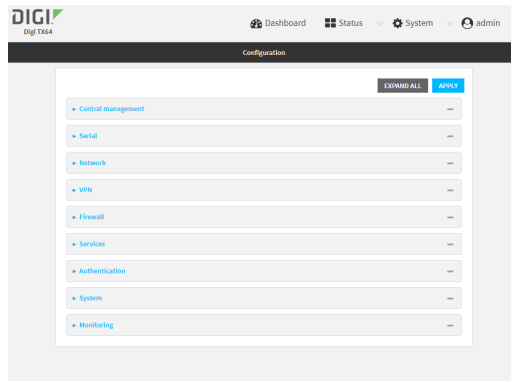 DIGI
Digi TX64
Dashboard
Status
System
admin
Configuration
EXPAND ALL
APPLY
Central management
Serial
Network
VPN
Firewall
Services
Authentication
System
Monitoring